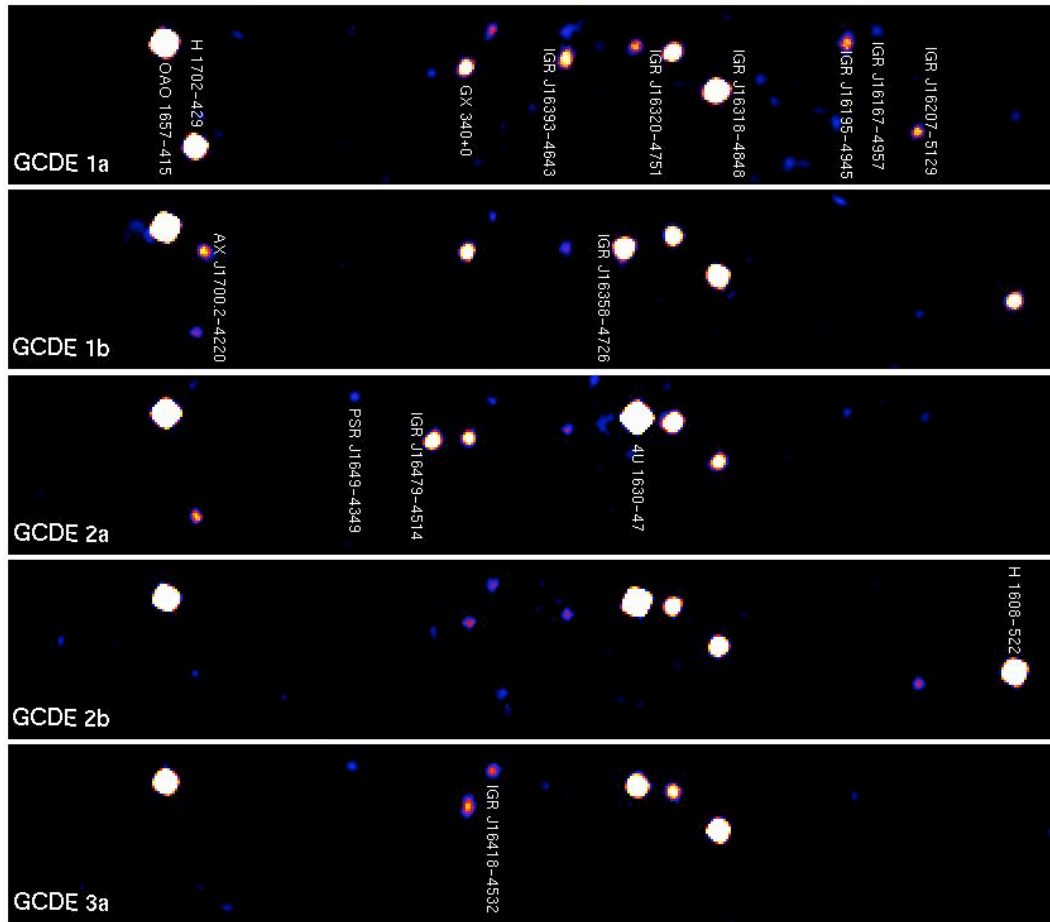 OAO 1657-415
H 1702-429
GX 340+0
IGR J16393-4643
IGR J16320-4751
IGR J16318-4848
IGR J16195-4945
IGR J16167-4957
IGR J16207-5129
GCDE 1a
AX J1700.2-4220
IGR J16358-4726
GCDE 1b
PSR J1649-4349
IGR J16479-4514
4U 1630-47
GCDE 2a
H 1608-522
GCDE 2b
IGR J16418-4532
GCDE 3a